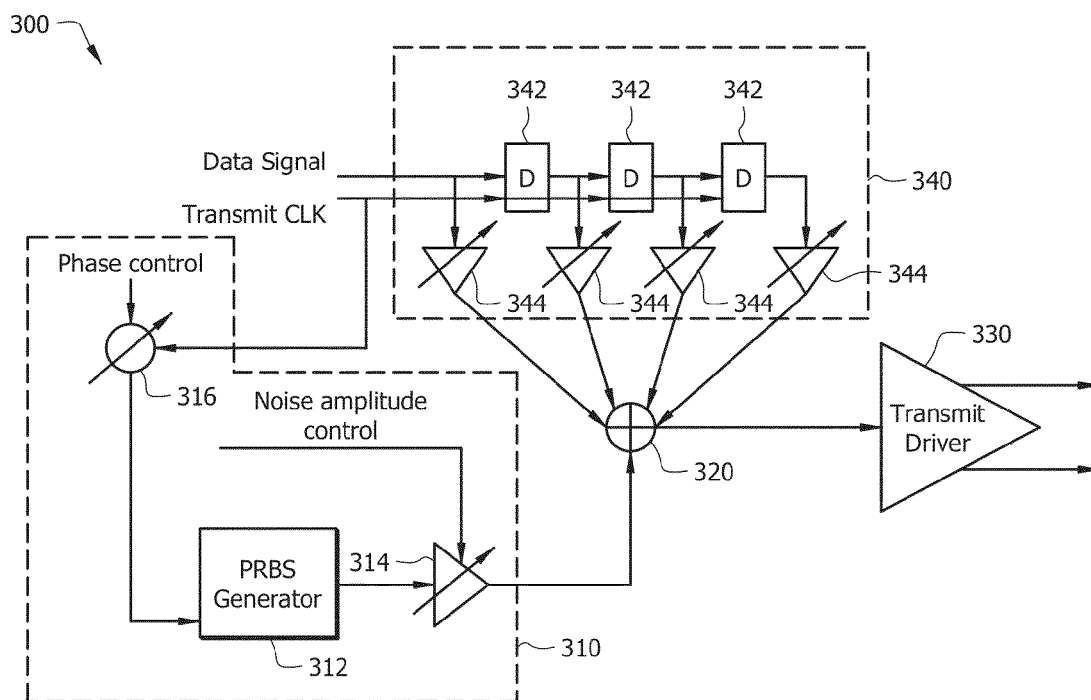 300
342 342 342
Data Signal
D D D
340
Transmit CLK
Phase control
344 344 344 344
330
316
Noise amplitude
control
Transmit
Driver
320
314
PRBS
Generator
310
312